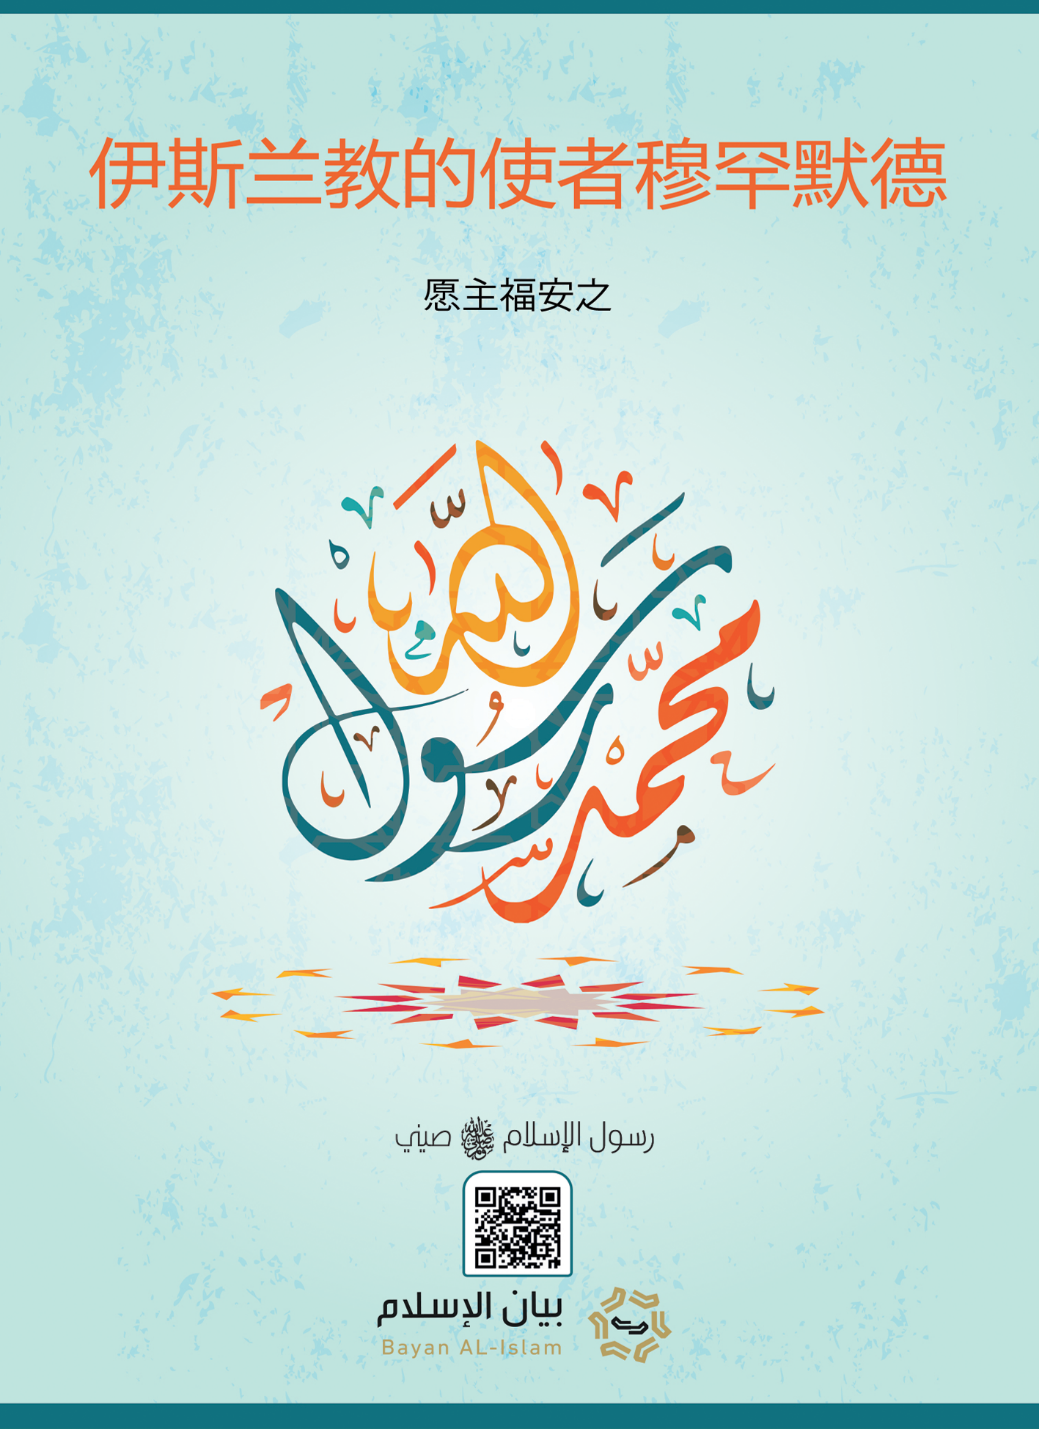 伊斯兰教的使者穆罕默德
愿主福安之
محمد رسول الله
رسول الإسلام ﷺ صيني
بيان الإسلام
Bayan AL-Islam